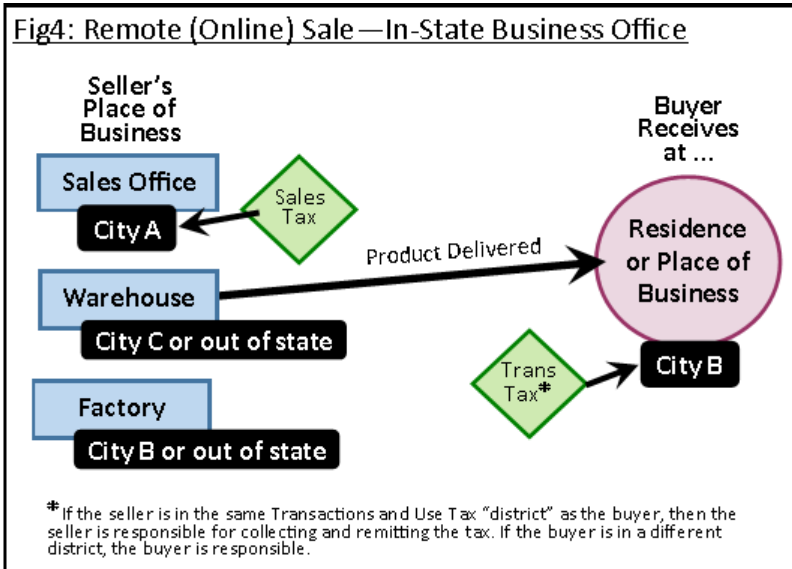 Fig4: Remote (Online) Sale—In-State Business Office
Seller's
Place of
Business
Buyer
Receives
at ...
Sales Office
City A
Sales
Tax
Product Delivered
Residence
or Place of
Business
Warehouse
City C or out of state
Trans
Tax*
City B
Factory
City B or out of state
* If the seller is in the same Transactions and Use Tax “district” as the buyer, then the
seller is responsible for collecting and remitting the tax. If the buyer is in a different
district, the buyer is responsible.